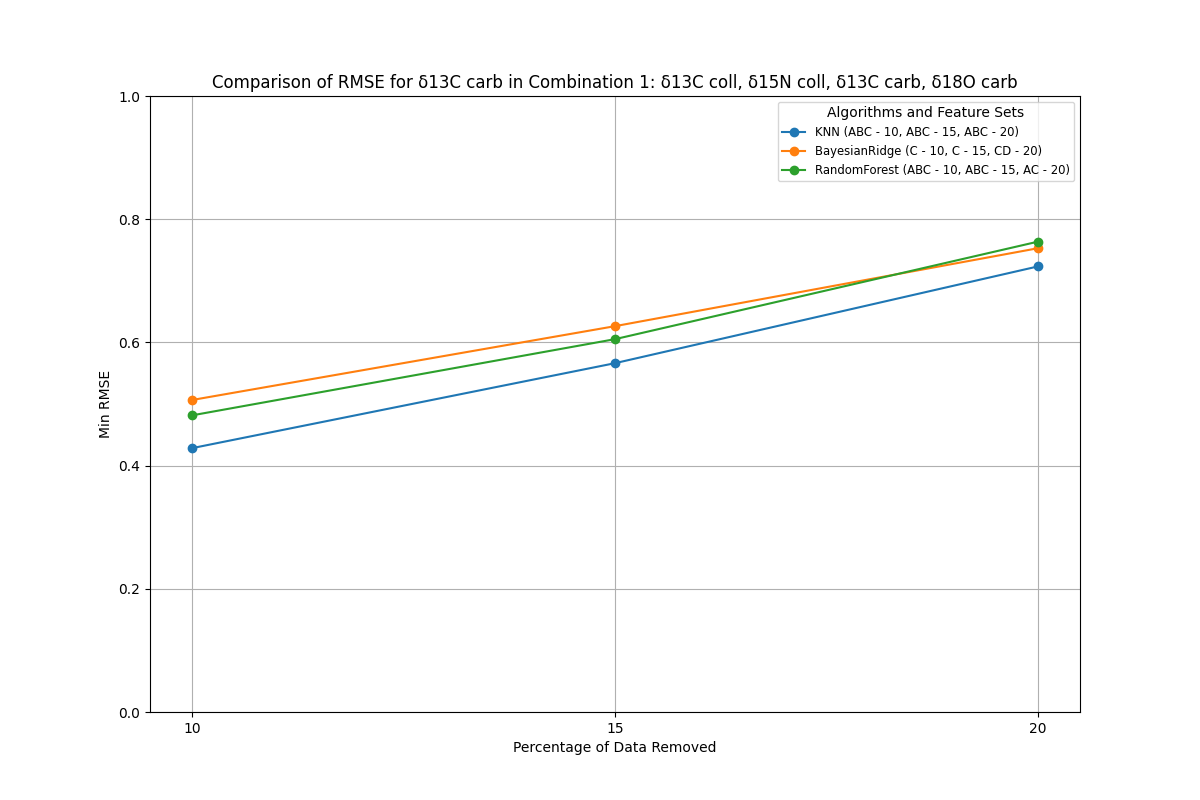 Comparison of RMSE for δ13C carb in Combination 1: δ13C coll, δ15N coll, δ13C carb, δ18O carb
1.0
0.8
0.6
0.4
0.2
0.0
Min RMSE
Algorithms and Feature Sets
KNN (ABC - 10, ABC - 15, ABC - 20)
BayesianRidge (C - 10, C - 15, CD - 20)
RandomForest (ABC - 10, ABC - 15, AC - 20)
10
15
20
Percentage of Data Removed